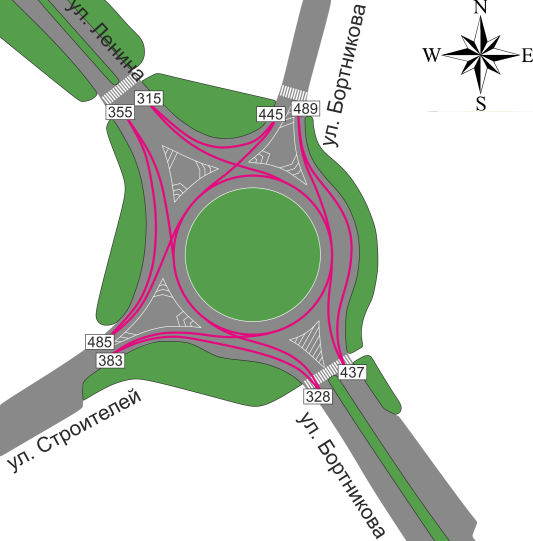 N
ул. Ленина
ул. Бортникова
W
E
S
315
355
445
489
485
383
437
328
ул. Строителей
ул. Бортникова